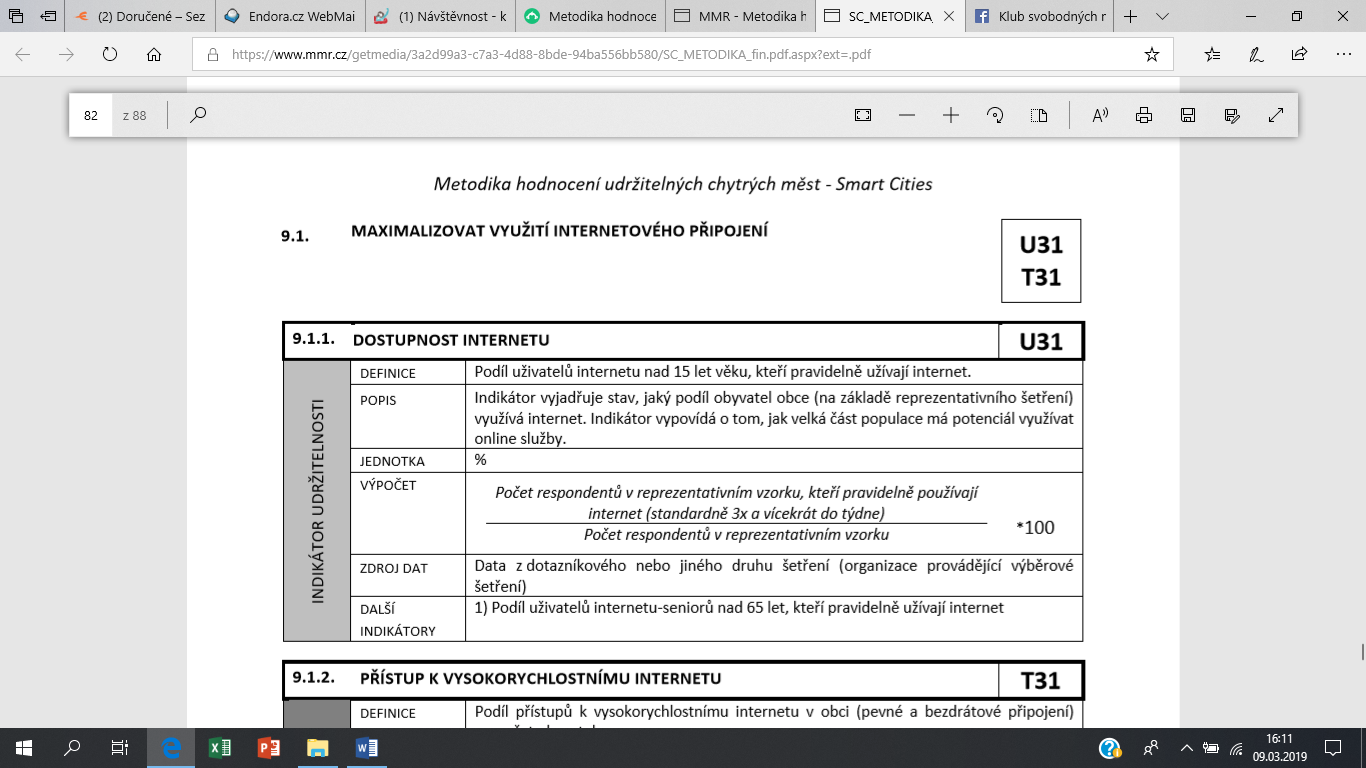 (2) Doručené – Sez
Endora.cz WebMai
(1) Návštěvnost - k
Metodika hodnoce
MMR - Metodika h
SC_METODIKA_
Klub svobodných r
https://www.mmr.cz/getmedia/3a2d99a3-c7a3-4d88-8bde-94ba556bb580/SC_METODIKA_fin.pdf.aspx?ext=.pdf
82 z 88
Metodika hodnocení udržitelných chytrých měst - Smart Cities
9.1. MAXIMALIZOVAT VYUŽITÍ INTERNETOVÉHO PŘIPOJENÍ
U31
T31
9.1.1. DOSTUPNOST INTERNETU U31
INDIKÁTOR UDRŽITELNOSTI
DEFINICE Podíl uživatelů internetu nad 15 let věku, kteří pravidelně užívají internet.
POPIS Indikátor vyjadřuje stav, jaký podíl obyvatel obce (na základě reprezentativního šetření)
využívá internet. Indikátor vypovídá o tom, jak velká část populace má potenciál využívat
online služby.
JEDNOTKA %
VÝPOČET Počet respondentů v reprezentativním vzorku, kteří pravidelně používají
internet (standardně 3x a vícekrát do týdne)
Počet respondentů v reprezentativním vzorku
*100
ZDROJ DAT Data z dotazníkového nebo jiného druhu šetření (organizace provádějící výběrové
šetření)
DALŠÍ 1) Podíl uživatelů internetu-seniorů nad 65 let, kteří pravidelně užívají internet
INDIKÁTORY
9.1.2. PŘÍSTUP K VYSOKORYCHLOSTNÍMU INTERNETU T31
DEFINICE Podíl přístupů k vysokorychlostnímu internetu v obci (pevné a bezdrátové připojení)
16:11
09.03.2019